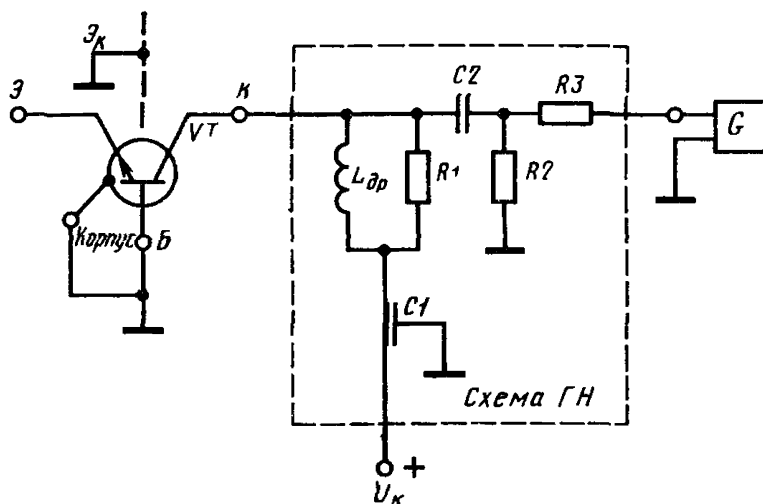 Эк
Э
VT
К
C2
R3
G
Lдр
R1
R2
Корпус
Б
C1
Схема ГН
+
Uк